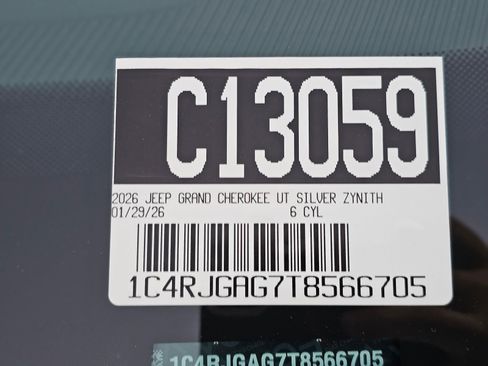 C13059
2026 JEEP GRAND CHEROKEE UT SILVER ZYNITH
01/29/26 6 CYL
1C4RJGAG7T8566705
1C4RJGAG7T8566705